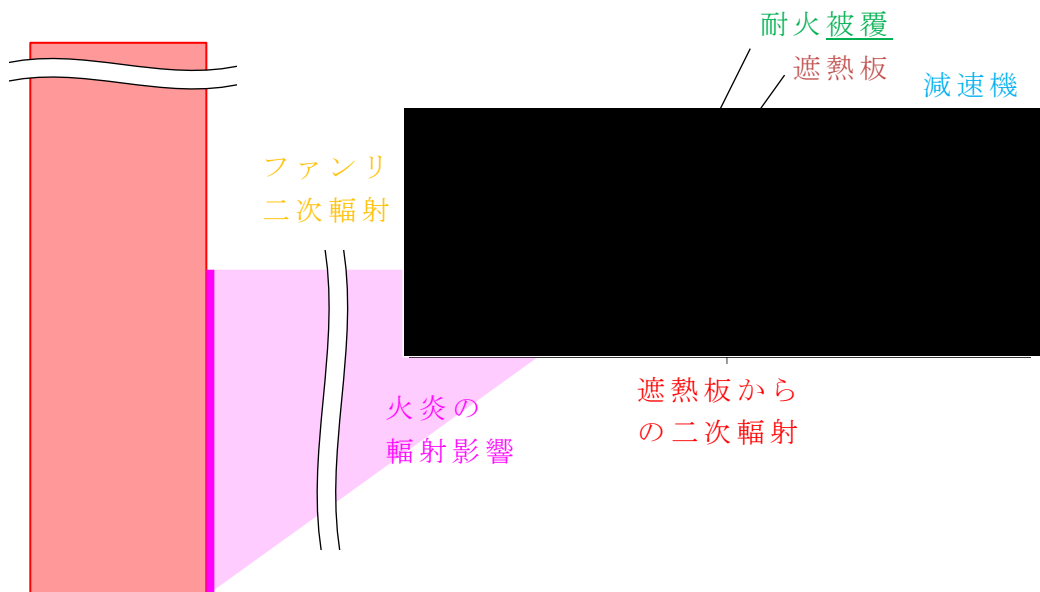 耐火被覆
遮熱板
減速機
ファンリ
二次輻射
火炎の
輻射影響
遮熱板から
の二次輻射